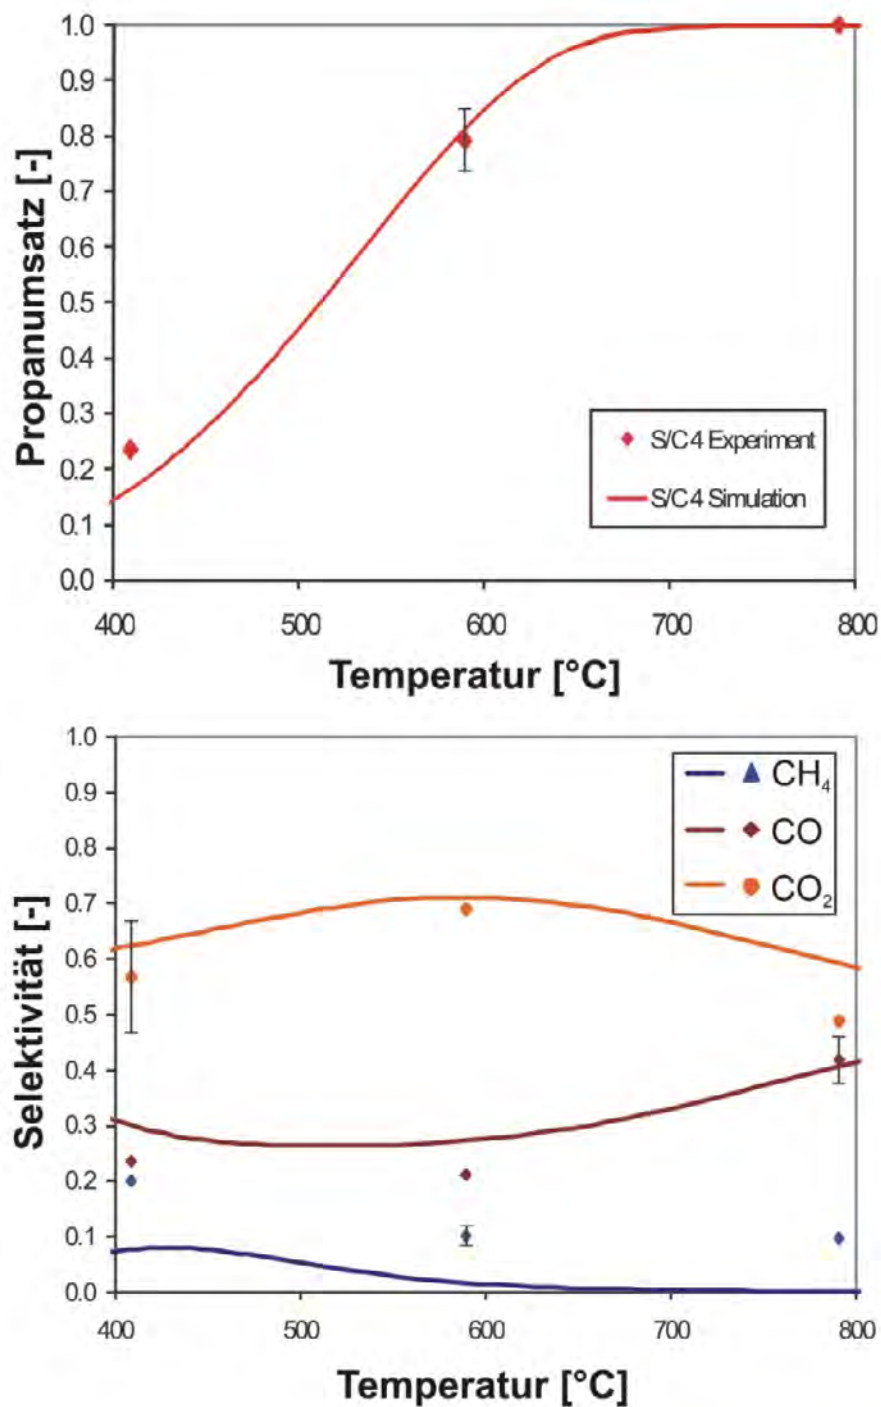 1.0
0.9
0.8
0.7
0.6
0.5
0.4
0.3
0.2
0.1
0.0
Propanumsatz [-]
S/C4 Experiment
S/C4 Simulation
400 500 600 700 800
Temperatur [°C]
1.0
0.9
0.8
0.7
0.6
0.5
0.4
0.3
0.2
0.1
0.0
Selektivität [-]
CH₄
CO
CO₂
400 500 600 700 800
Temperatur [°C]